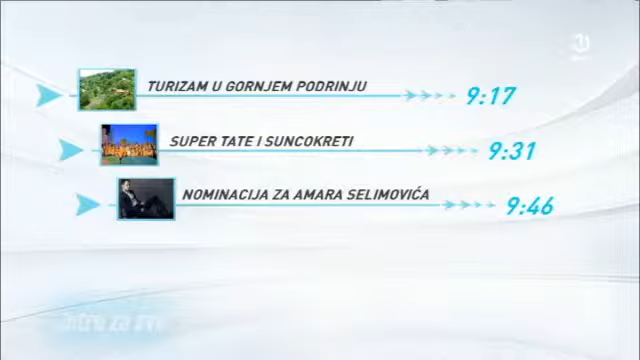 TURIZAM U GORNJEM PODRINJU
9:17
SUPER TATE I SUNCOKRETI
9:31
NOMINACIJA ZA AMARA SELIMOVIĆA
9:46